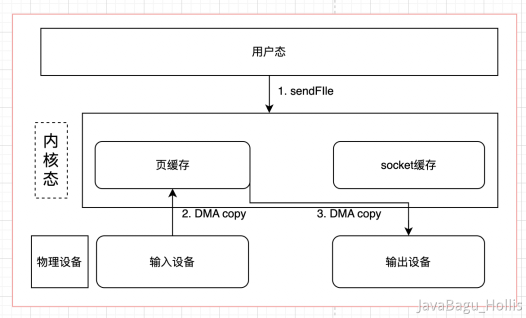 用户态
1. sendFIle
内
核
态
页缓存
socket缓存
2. DMA copy
3. DMA copy
物理设备
输入设备
输出设备
JavaBagu_Hollis